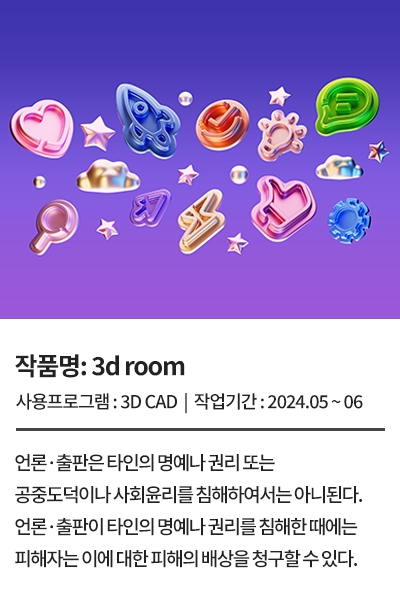 작품명: 3d room
사용프로그램 : 3D CAD | 작업기간 : 2024.05 ~ 06
언론·출판은 타인의 명예나 권리 또는
공중도덕이나 사회윤리를 침해하여서는 아니된다.
언론·출판이 타인의 명예나 권리를 침해한 때에는
피해자는 이에 대한 피해의 배상을 청구할 수 있다.